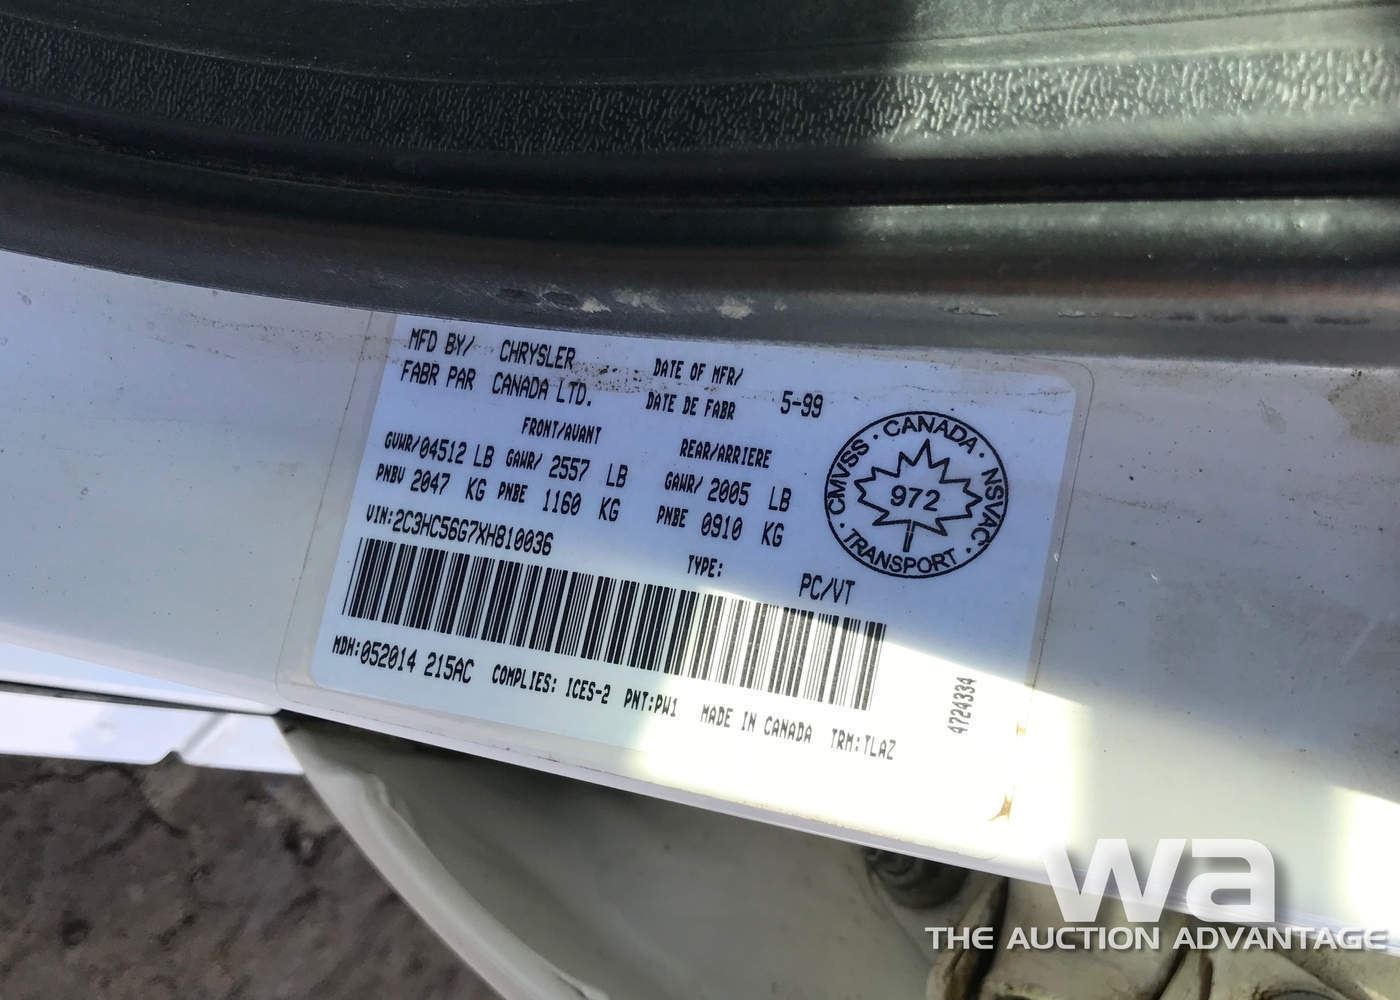 MFD BY/ CHRYSLER DATE OF MFR/ 5-99
FABR PAR CANADA LTD. DATE DE FABR
FRONT/AVANT REAR/ARRIERE
GVWR/04512 LB GAWR/ 2557 LB GAWR/ 2005 LB
PNBV 2047 KG PNBE 1160 KG PNBE 0910 KG
VIN:2C3HC56G7XH810036 TYPE: PC/VT
CMVSS · CANADA · NSVAC · TRANSPORT ·
972
MDH:052014 215AC COMPLIES: ICES-2 PNT:PW1 MADE IN CANADA TRM:TLAZ
4724334
wa
THE AUCTION ADVANTAGE